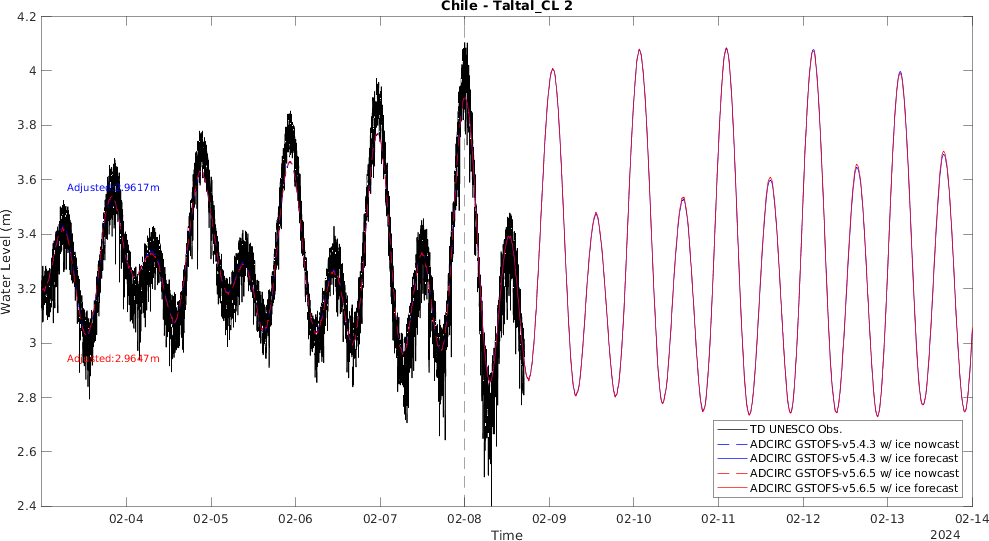 Chile - Taltal_CL 2
4.2
4
3.8
3.6
3.4
3.2
3
2.8
2.6
2.4
Water Level (m)
Adjusted:2.9617m
Adjusted:2.9647m
TD UNESCO Obs.
ADCIRC GSTOFS-v5.4.3 w/ ice nowcast
ADCIRC GSTOFS-v5.4.3 w/ ice forecast
ADCIRC GSTOFS-v5.6.5 w/ ice nowcast
ADCIRC GSTOFS-v5.6.5 w/ ice forecast
02-04 02-05 02-06 02-07 02-08 02-09 02-10 02-11 02-12 02-13 02-14
Time
2024